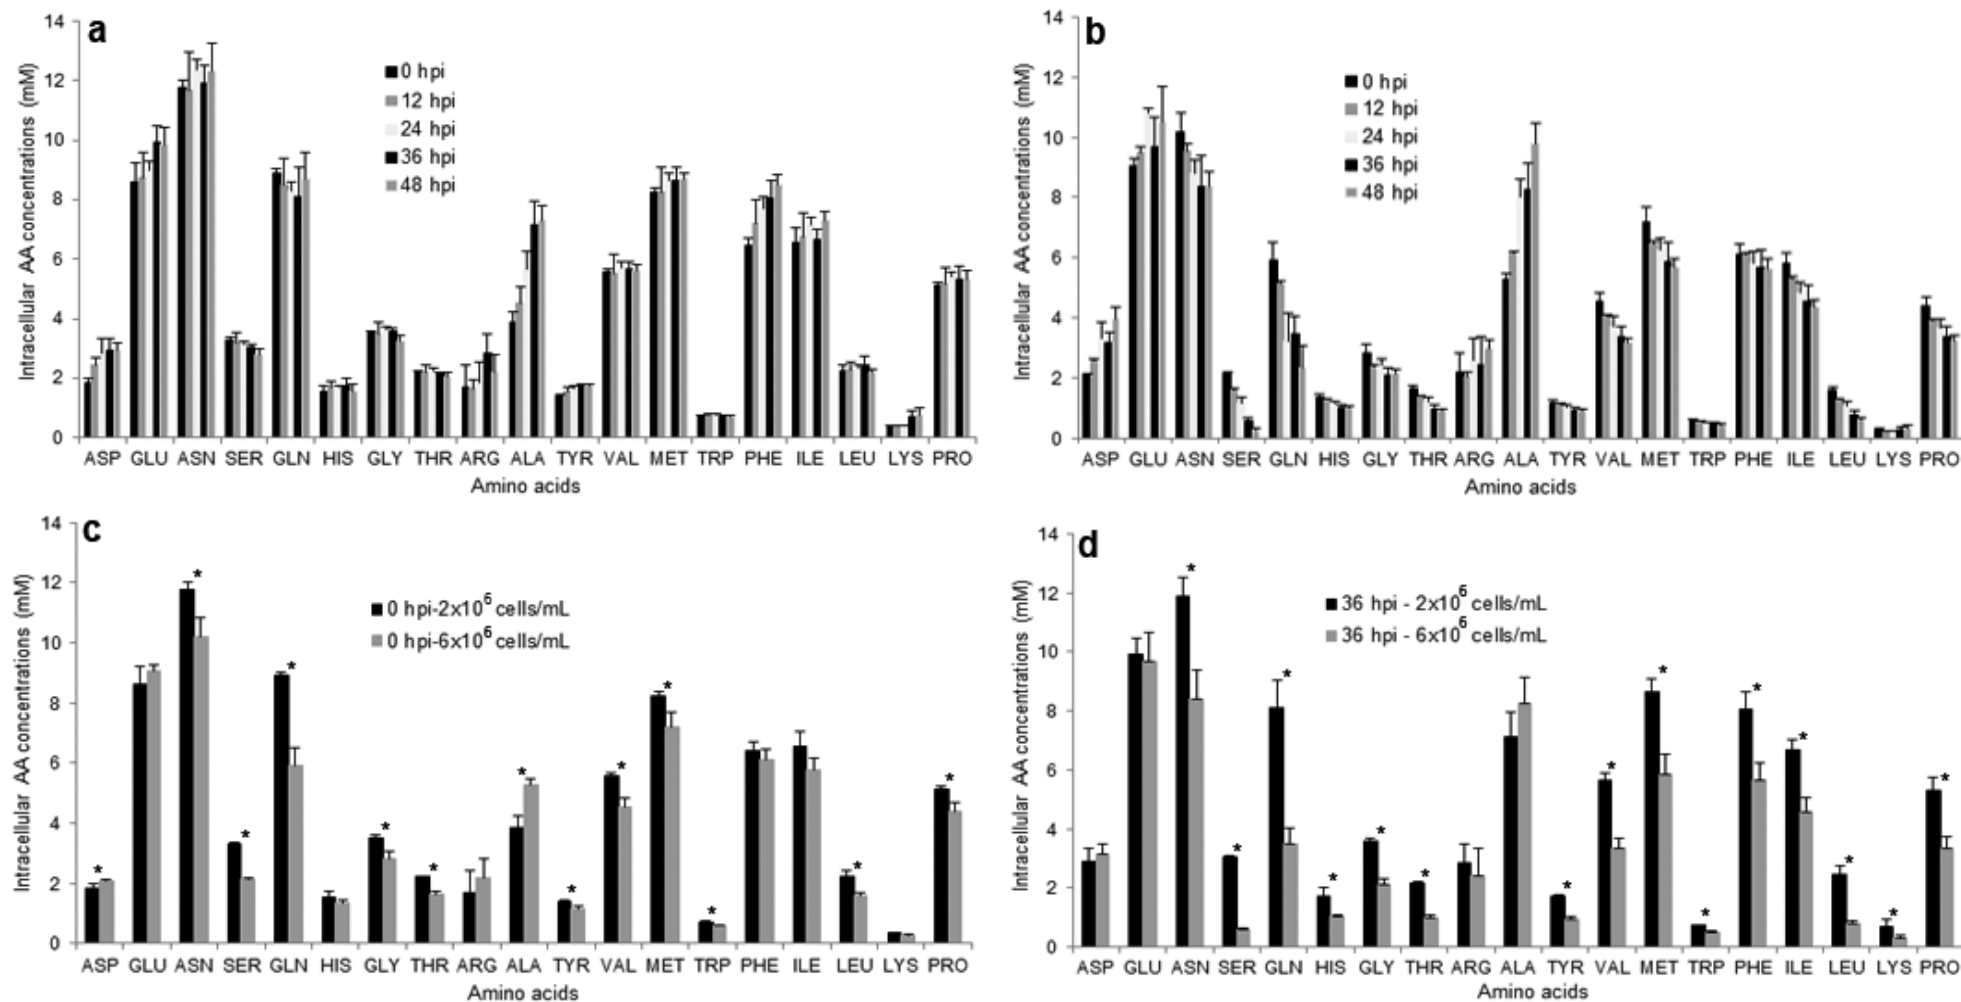 a
Intracellular AA concentrations (mM)
14
12
10
8
6
4
2
0
0 hpi
12 hpi
24 hpi
36 hpi
48 hpi
ASP GLU ASN SER GLN HIS GLY THR ARG ALA TYR VAL MET TRP PHE ILE LEU LYS PRO
Amino acids
b
Intracellular AA concentrations (mM)
14
12
10
8
6
4
2
0
0 hpi
12 hpi
24 hpi
36 hpi
48 hpi
ASP GLU ASN SER GLN HIS GLY THR ARG ALA TYR VAL MET TRP PHE ILE LEU LYS PRO
Amino acids
c
Intracellular AA concentrations (mM)
14
12
10
8
6
4
2
0
0 hpi-2x10⁶ cells/mL
0 hpi-6x10⁶ cells/mL
* * * * * * * * * * * * * *
ASP GLU ASN SER GLN HIS GLY THR ARG ALA TYR VAL MET TRP PHE ILE LEU LYS PRO
Amino acids
d
Intracellular AA concentrations (mM)
14
12
10
8
6
4
2
0
36 hpi - 2x10⁶ cells/mL
36 hpi - 6x10⁶ cells/mL
* * * * * * * * * * * * * * *
ASP GLU ASN SER GLN HIS GLY THR ARG ALA TYR VAL MET TRP PHE ILE LEU LYS PRO
Amino acids